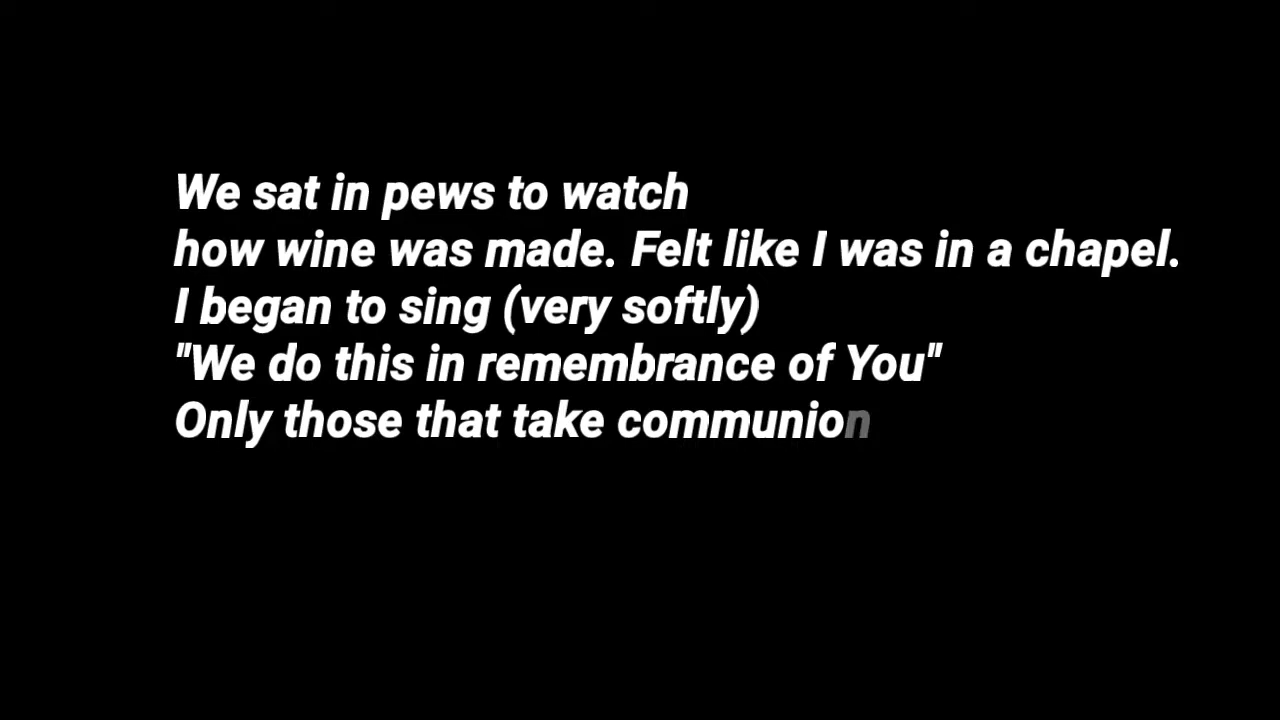 We sat in pews to watch
how wine was made. Felt like I was in a chapel.
I began to sing (very softly)
"We do this in remembrance of You"
Only those that take communion